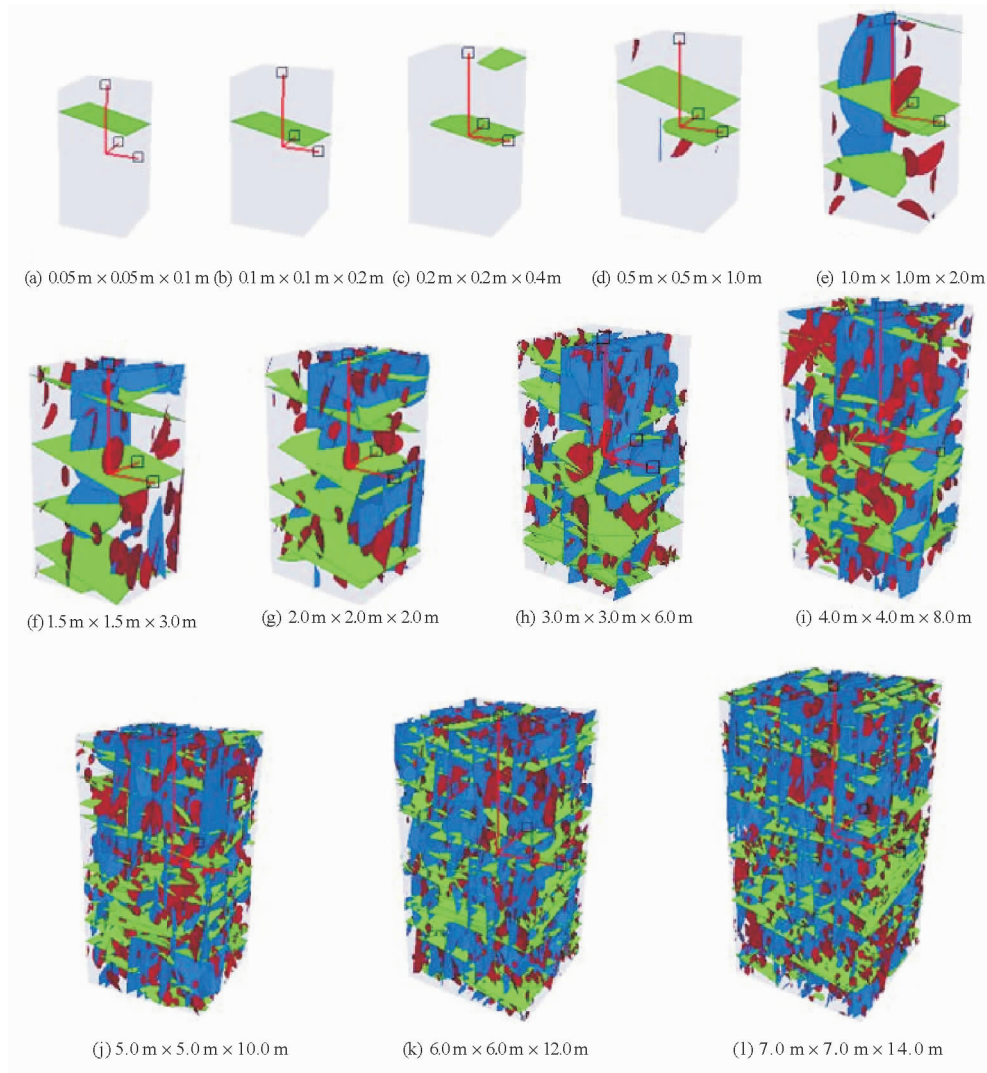 (a) 0.05 m × 0.05 m × 0.1 m
(b) 0.1 m × 0.1 m × 0.2 m
(c) 0.2 m × 0.2 m × 0.4 m
(d) 0.5 m × 0.5 m × 1.0 m
(e) 1.0 m × 1.0 m × 2.0 m
(f) 1.5 m × 1.5 m × 3.0 m
(g) 2.0 m × 2.0 m × 2.0 m
(h) 3.0 m × 3.0 m × 6.0 m
(i) 4.0 m × 4.0 m × 8.0 m
(j) 5.0 m × 5.0 m × 10.0 m
(k) 6.0 m × 6.0 m × 12.0 m
(l) 7.0 m × 7.0 m × 14.0 m